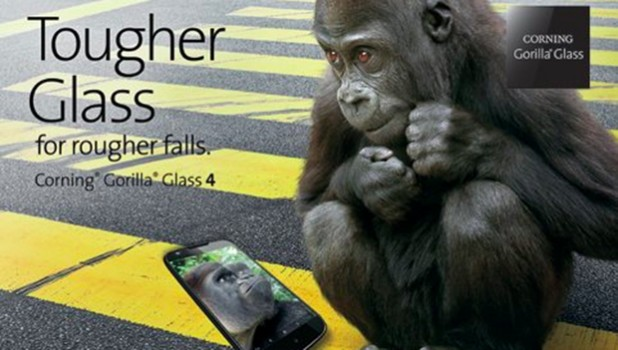 Tougher
Glass
for rougher falls.
Corning® Gorilla® Glass 4
CORNING
Gorilla® Glass